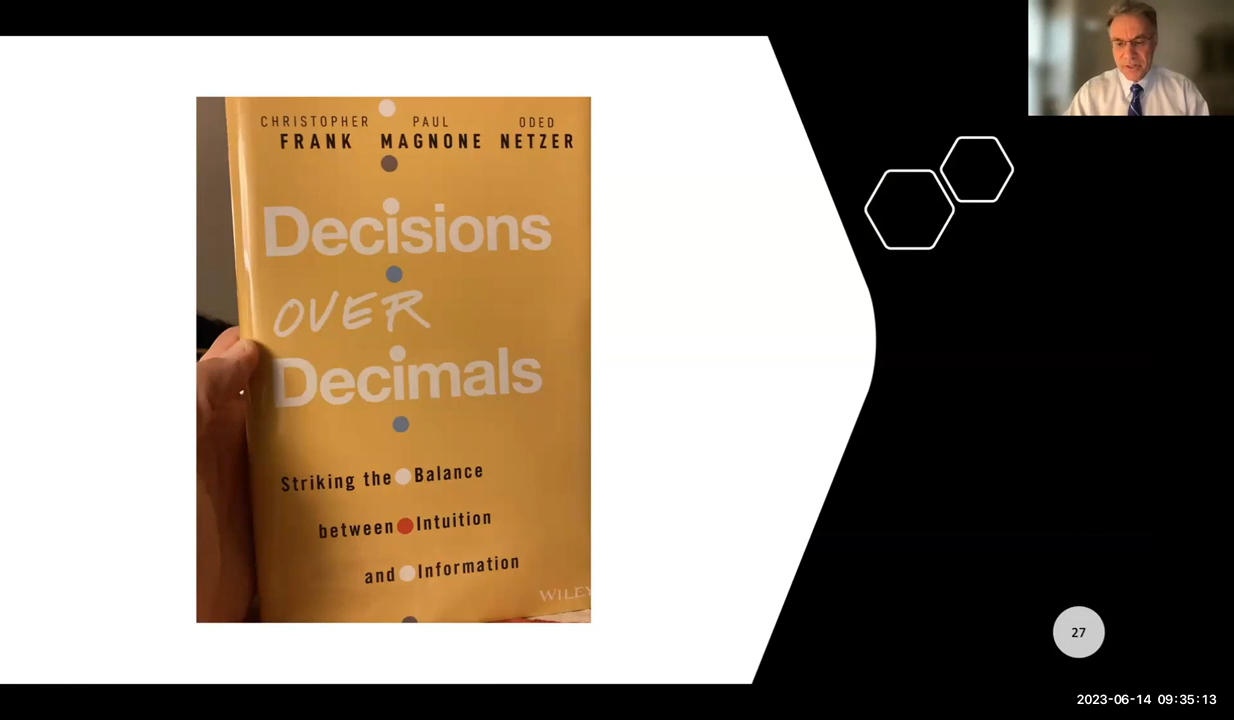 CHRISTOPHER PAUL ODED
FRANK MAGNONE NETZER
Decisions
OVER
Decimals
Striking the Balance
between Intuition
and Information
WILEY
27
2023-06-14 09:35:13